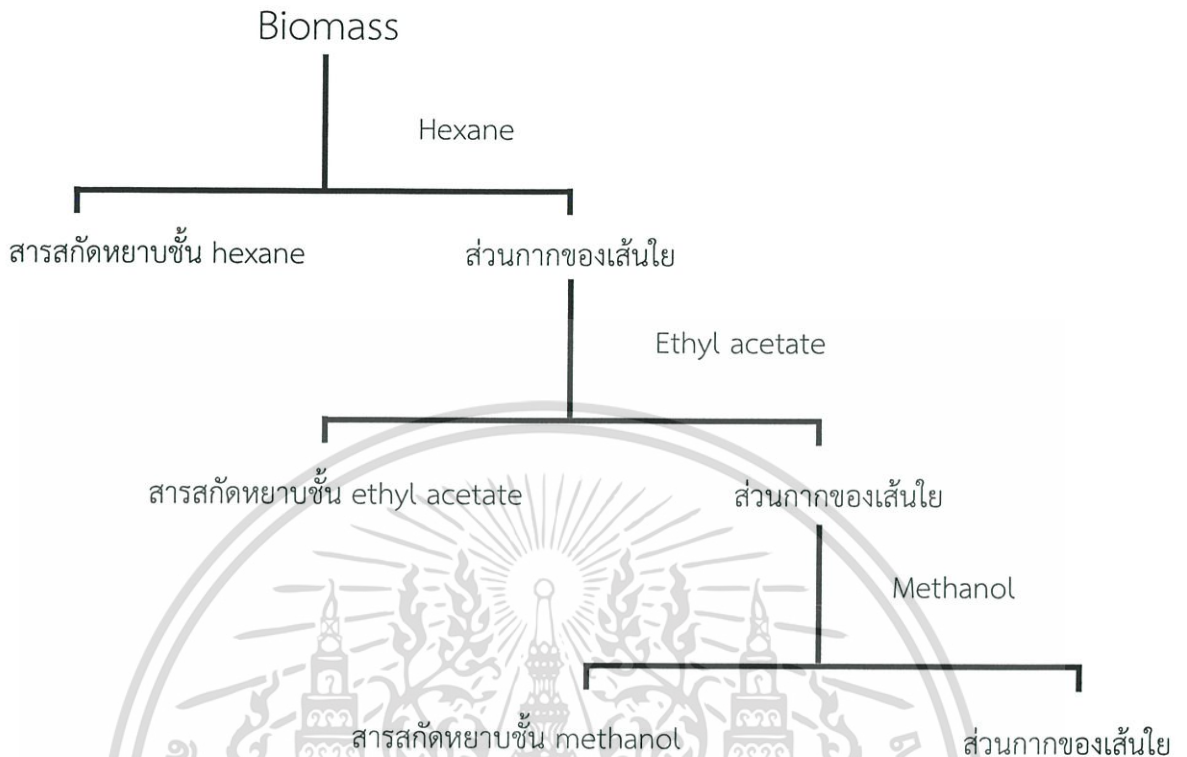 Biomass
Hexane
สารสกัดหยาบชั้น hexane
ส่วนกากของเส้นใย
Ethyl acetate
สารสกัดหยาบชั้น ethyl acetate
ส่วนกากของเส้นใย
Methanol
สารสกัดหยาบชั้น methanol
ส่วนกากของเส้นใย